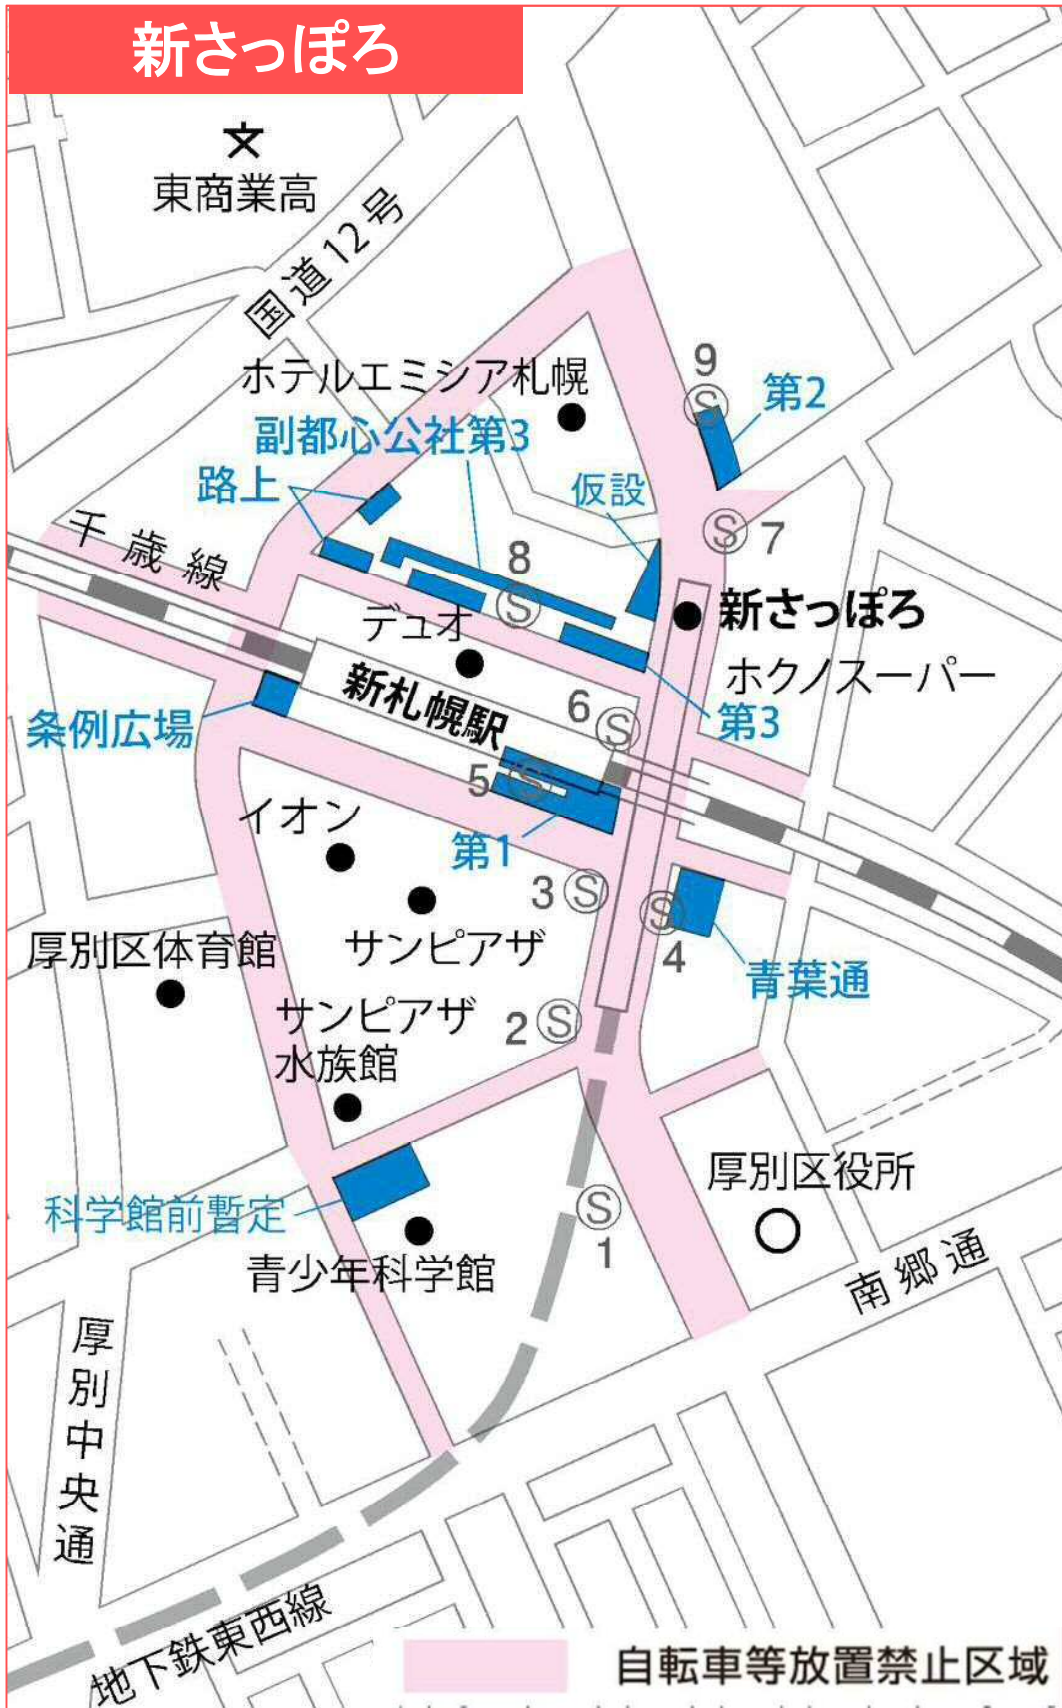 新さっぽろ
文
東商業高
国道12号
ホテルエミシア札幌
9
S
第2
副都心公社第3
路上
仮設
千歳線
8
S
S
7
デュオ
新さっぽろ
ホクノスーパー
新札幌駅
6
S
第3
条例広場
5
S
イオン
第1
3
S
S
4
厚別区体育館
サンピアザ
青葉通
サンピアザ
水族館
2
S
厚別区役所
科学館前暫定
S
1
青少年科学館
南郷通
厚別中央通
地下鉄東西線
自転車等放置禁止区域